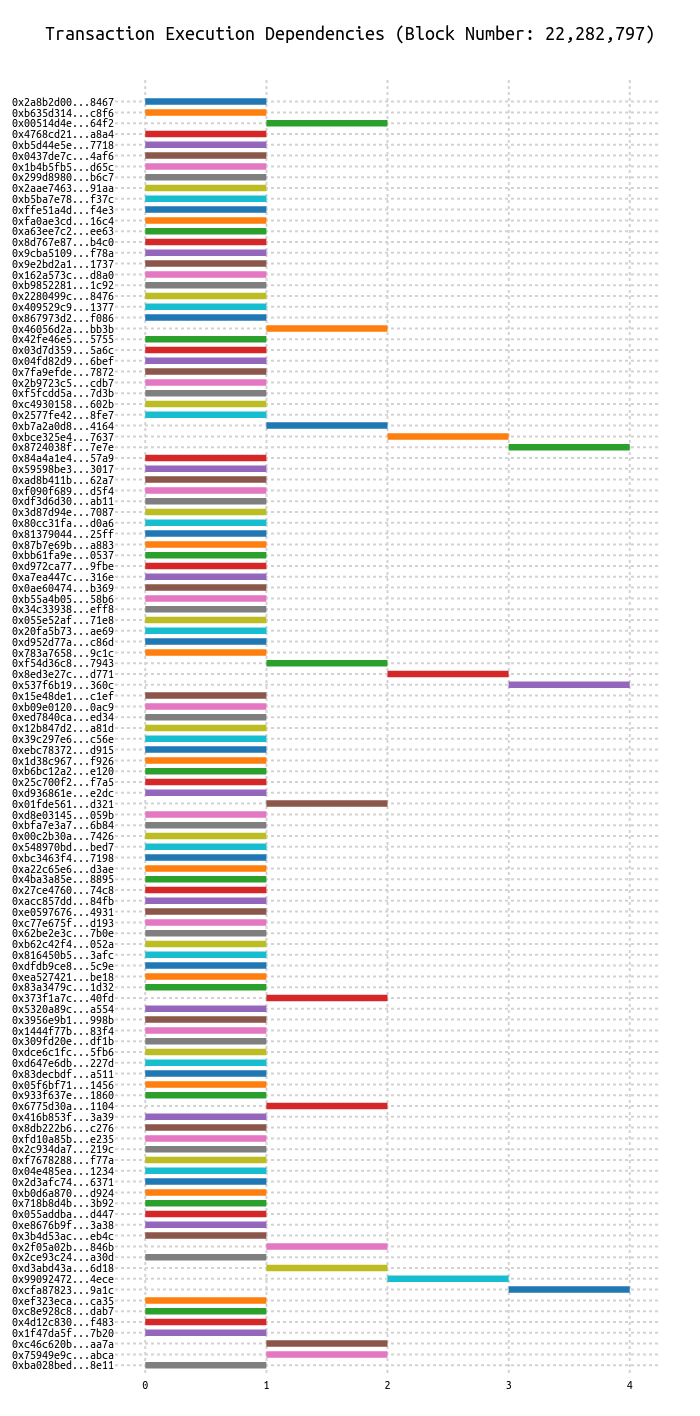 Transaction Execution Dependencies (Block Number: 22,282,797)
0x2a8b2d00...8467
0xb635d314...c8f6
0x00514d4e...64f2
0x4768cd21...a8a4
0xb5d44e5e...7718
0x0437de7c...4af6
0x1b4b5fb5...d65c
0x299d8980...b6c7
0x2aae7463...91aa
0xb5ba7e78...f37c
0xffe51a4d...f4e3
0xfa0ae3cd...16c4
0xa63ee7c2...ee63
0x8d767e87...b4c0
0x9cba5109...f78a
0x9e2bd2a1...1737
0x162a573c...d8a0
0xb9852281...1c92
0x2280499c...8476
0x409529c9...1377
0x867973d2...f086
0x46056d2a...bb3b
0x42fe46e5...5755
0x03d7d359...5a6c
0x04fd82d9...6bef
0x7fa9efde...7872
0x2b9723c5...cdb7
0xf5fcdd5a...7d3b
0xc4930158...602b
0x2577fe42...8fe7
0xb7a2a0d8...4164
0xbce325e4...7637
0x8724038f...7e7e
0x84a4a1e4...57a9
0x59598be3...3017
0xad8b411b...62a7
0xf090f689...d5f4
0xdf3d6d30...ab11
0x3d87d94e...7087
0x80cc31fa...d0a6
0x81379044...25ff
0x87b7e69b...a883
0xbb61fa9e...0537
0xd972ca77...9fbe
0xa7ea447c...316e
0x0ae60474...b369
0xb55a4b05...58b6
0x34c33938...eff8
0x055e52af...71e8
0x20fa5b73...ae69
0xd952d77a...c86d
0x783a7658...9c1c
0xf54d36c8...7943
0x8ed3e27c...d771
0x537f6b19...360c
0x15e48de1...c1ef
0xb09e0120...0ac9
0xed7840ca...ed34
0x12b847d2...a81d
0x39c297e6...c56e
0xebc78372...d915
0x1d38c967...f926
0xb6bc12a2...e120
0x25c700f2...f7a5
0xd936861e...e2dc
0x01fde561...d321
0xd8e03145...059b
0xbfa7e3a7...6b84
0x00c2b30a...7426
0x548970bd...bed7
0xbc3463f4...7198
0xa22c65e6...d3ae
0x4ba3a85e...8895
0x27ce4760...74c8
0xacc857dd...84fb
0xe0597676...4931
0xc77e675f...d193
0x62be2e3c...7b0e
0xb62c42f4...052a
0x816450b5...3afc
0xdfdb9ce8...5c9e
0xea527421...be18
0x83a3479c...1d32
0x373f1a7c...40fd
0x5320a89c...a554
0x3956e9b1...998b
0x1444f77b...83f4
0x309fd20e...df1b
0xdce6c1fc...5fb6
0xd647e6db...227d
0x83decbdf...a511
0x05f6bf71...1456
0x933f637e...1860
0x6775d30a...1104
0x416b853f...3a39
0x8db222b6...c276
0xfd10a85b...e235
0x2c934da7...219c
0xf7678288...f77a
0x04e485ea...1234
0x2d3afc74...6371
0xb0d6a870...d924
0x718b8d4b...3b92
0x055addba...d447
0xe8676b9f...3a38
0x3b4d53ac...eb4c
0x2f05a02b...846b
0x2ce93c24...a30d
0xd3abd43a...6d18
0x99092472...4ece
0xcfa87823...9a1c
0xef323eca...ca35
0xc8e928c8...dab7
0x4d12c830...f483
0x1f47da5f...7b20
0xc46c620b...aa7a
0x75949e9c...abca
0xba028bed...8e11
0 1 2 3 4